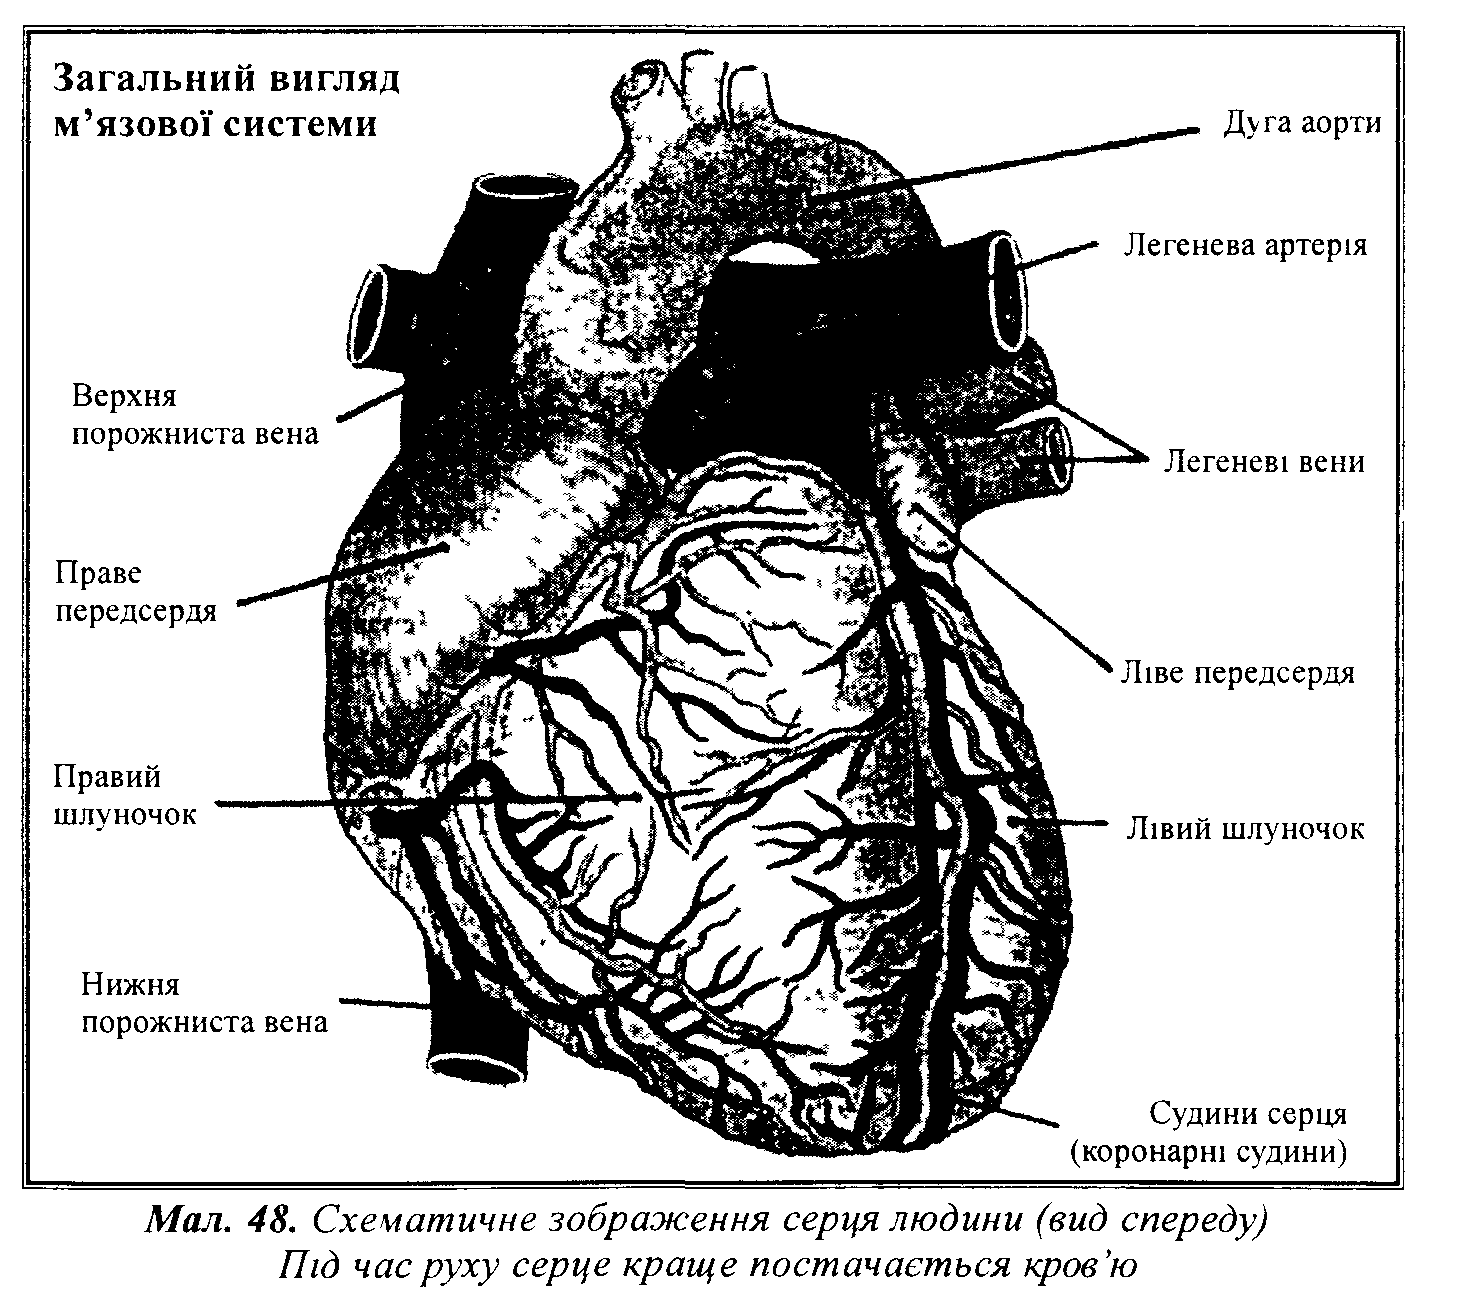 Загальний вигляд
м’язової системи
Дуга аорти
Легенева артерія
Верхня
порожниста вена
Легеневі вени
Праве
передсердя
Ліве передсердя
Правий
шлуночок
Лівий шлуночок
Нижня
порожниста вена
Судини серця
(коронарні судини)
Мал. 48. Схематичне зображення серця людини (вид спереду)
Під час руху серце краще постачається кров’ю